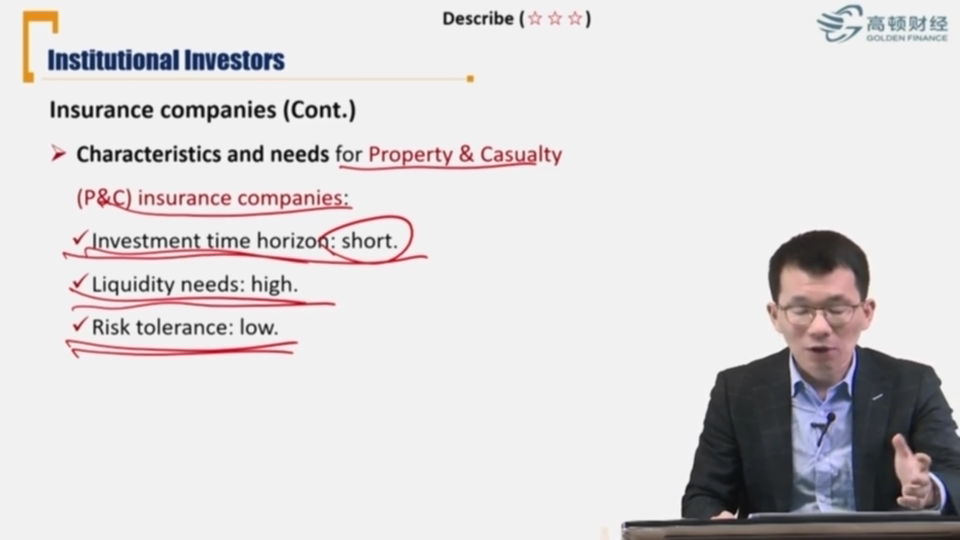 Describe (☆ ☆ ☆)
高顿财经
GOLDEN FINANCE
Institutional Investors
Insurance companies (Cont.)
➢ Characteristics and needs for Property & Casualty
(P&C) insurance companies:
✓Investment time horizon: short.
✓Liquidity needs: high.
✓Risk tolerance: low.